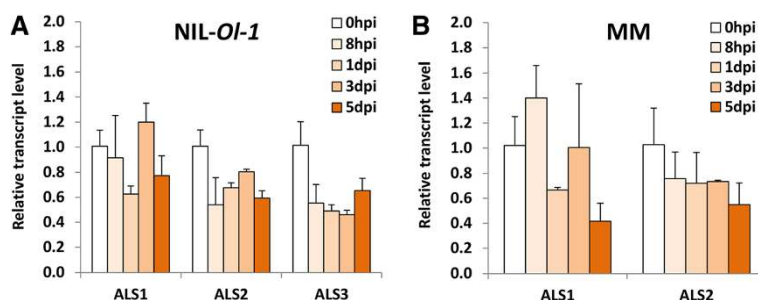 A
NIL-Ol-1
Relative transcript level
2.0
1.8
1.6
1.4
1.2
1.0
0.8
0.6
0.4
0.2
0.0
0hpi
8hpi
1dpi
3dpi
5dpi
ALS1 ALS2 ALS3
B
MM
Relative transcript level
2.0
1.8
1.6
1.4
1.2
1.0
0.8
0.6
0.4
0.2
0.0
0hpi
8hpi
1dpi
3dpi
5dpi
ALS1 ALS2